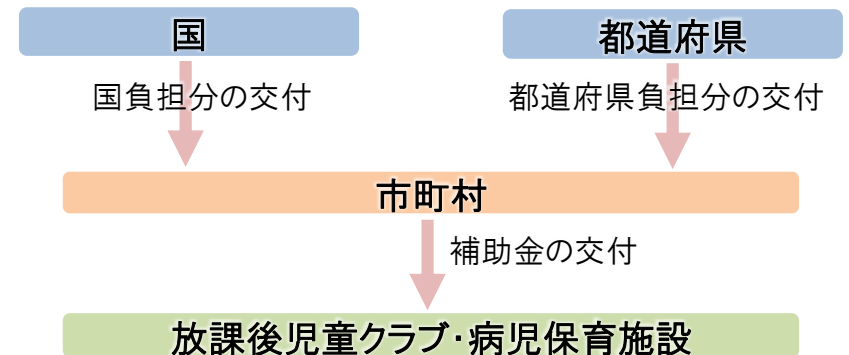 国
都道府県
国負担分の交付
都道府県負担分の交付
市町村
補助金の交付
放課後児童クラブ・病児保育施設